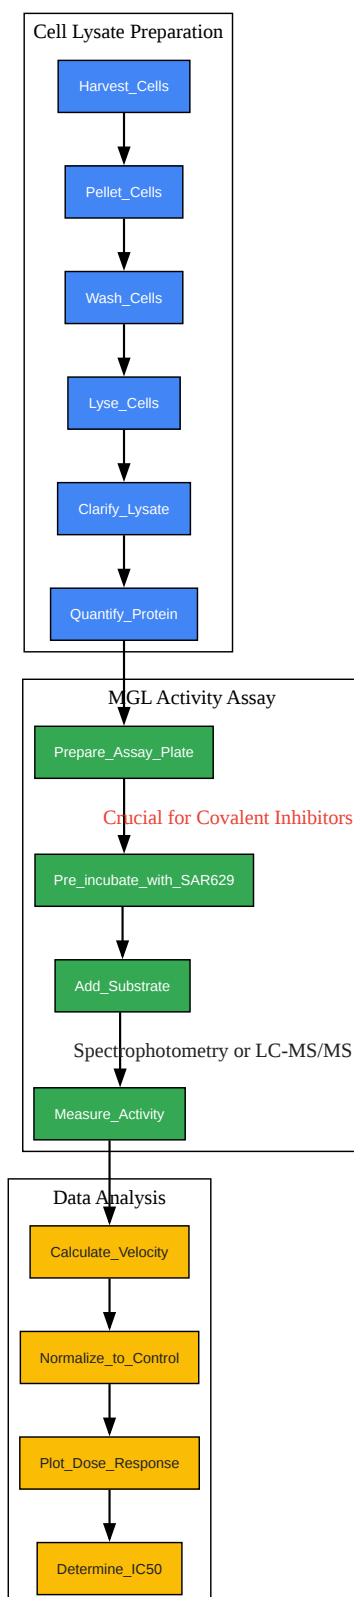 Cell Lysate Preparation
Harvest_Cells
Pellet_Cells
Wash_Cells
Lyse_Cells
Clarify_Lysate
Quantify_Protein
MGL Activity Assay
Prepare_Assay_Plate
Crucial for Covalent Inhibitors
Pre_incubate_with_SAR629
Add_Substrate
Spectrophotometry or LC-MS/MS
Measure_Activity
Data Analysis
Calculate_Velocity
Normalize_to_Control
Plot_Dose_Response
Determine_IC50